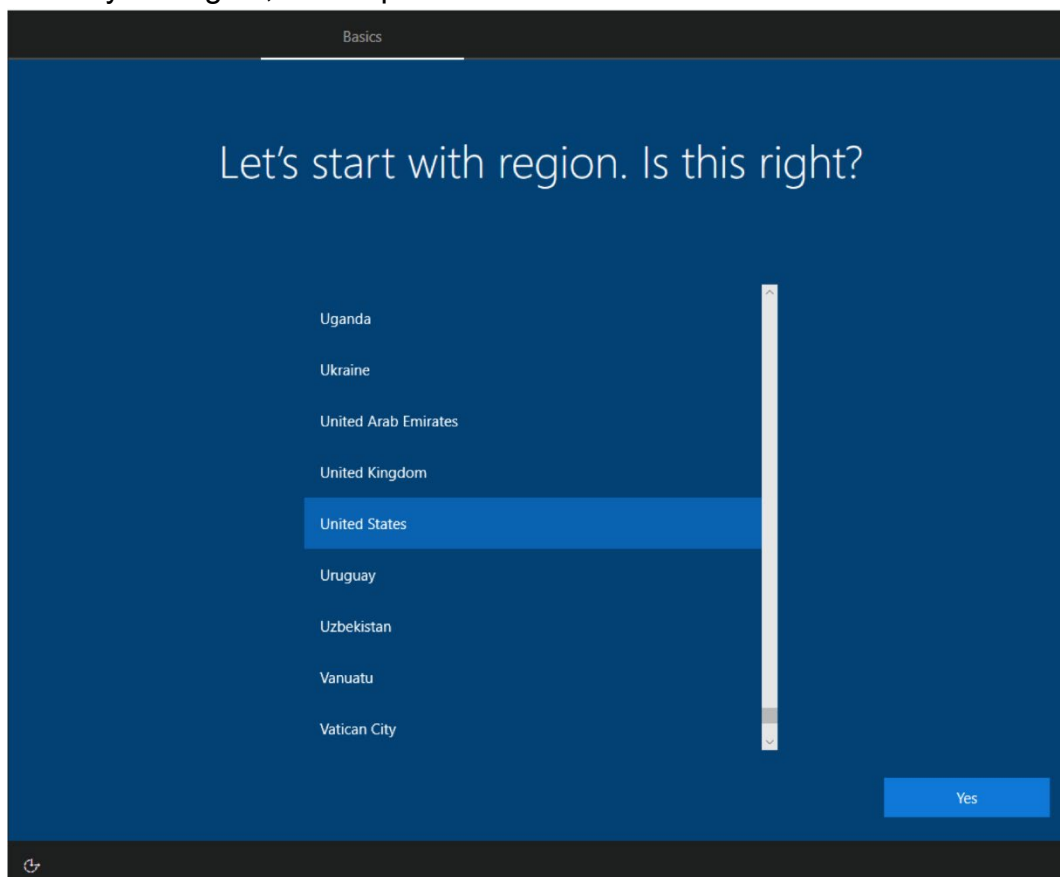 Basics
Let's start with region. Is this right?
Uganda
Ukraine
United Arab Emirates
United Kingdom
United States
Uruguay
Uzbekistan
Vanuatu
Vatican City
Yes